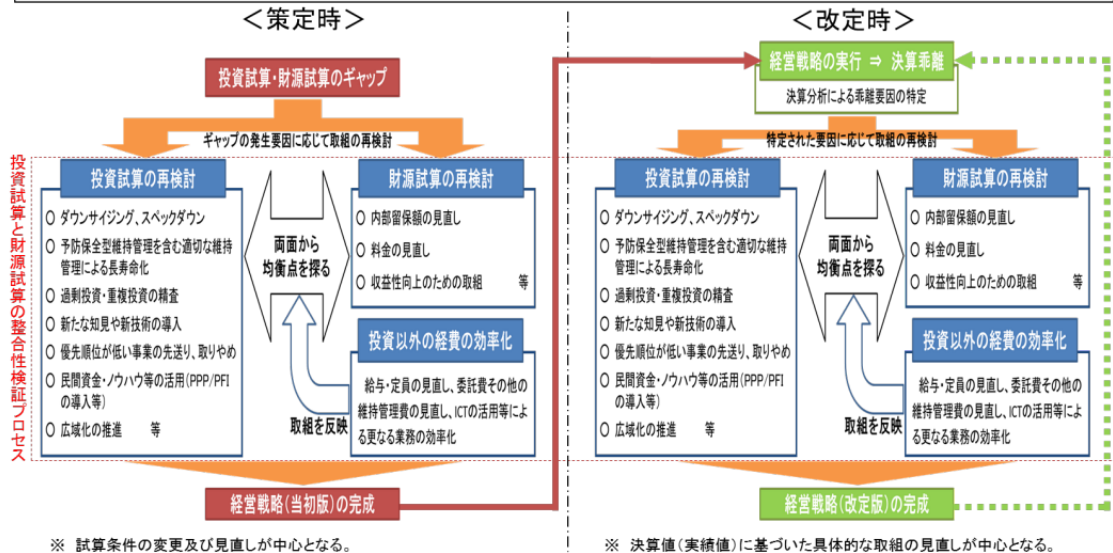 ＜策定時＞
投資試算・財源試算のギャップ
ギャップの発生要因に応じて取組の再検討
投資試算と財源試算の整合性検証プロセス
投資試算の再検討
○ ダウンサイジング、スペックダウン
○ 予防保全型維持管理を含む適切な維持
管理による長寿命化
○ 過剰投資・重複投資の精査
○ 新たな知見や新技術の導入
○ 優先順位が低い事業の先送り、取りやめ
○ 民間資金・ノウハウ等の活用(PPP/PFI
の導入等)
○ 広域化の推進　等
両面から
均衡点を探る
財源試算の再検討
○ 内部留保額の見直し
○ 料金の見直し
○ 収益性向上のための取組　等
投資以外の経費の効率化
給与・定員の見直し、委託費その他の
維持管理費の見直し、ICTの活用等によ
る更なる業務の効率化
取組を反映
経営戦略(当初版)の完成
※ 試算条件の変更及び見直しが中心となる。
＜改定時＞
経営戦略の実行 ⇒ 決算乖離
決算分析による乖離要因の特定
特定された要因に応じて取組の再検討
投資試算の再検討
○ ダウンサイジング、スペックダウン
○ 予防保全型維持管理を含む適切な維持
管理による長寿命化
○ 過剰投資・重複投資の精査
○ 新たな知見や新技術の導入
○ 優先順位が低い事業の先送り、取りやめ
○ 民間資金・ノウハウ等の活用(PPP/PFI
の導入等)
○ 広域化の推進　等
両面から
均衡点を探る
財源試算の再検討
○ 内部留保額の見直し
○ 料金の見直し
○ 収益性向上のための取組　等
投資以外の経費の効率化
給与・定員の見直し、委託費その他の
維持管理費の見直し、ICTの活用等によ
る更なる業務の効率化
取組を反映
経営戦略(改定版)の完成
※ 決算値(実績値)に基づいた具体的な取組の見直しが中心となる。